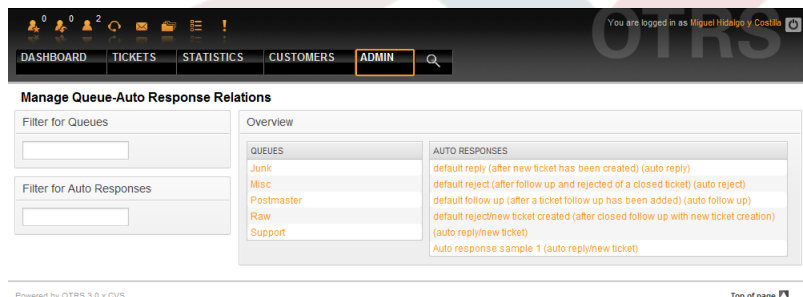 0 0 2
You are logged in as Miguel Hidalgo y Costilla
OTRS
DASHBOARD TICKETS STATISTICS CUSTOMERS ADMIN
Manage Queue-Auto Response Relations
Filter for Queues
Filter for Auto Responses
Overview
QUEUES
Junk
Misc
Postmaster
Raw
Support
AUTO RESPONSES
default reply (after new ticket has been created) (auto reply)
default reject (after follow up and rejected of a closed ticket) (auto reject)
default follow up (after a ticket follow up has been added) (auto follow up)
default reject/new ticket created (after closed follow up with new ticket creation)
(auto reply/new ticket)
Auto response sample 1 (auto reply/new ticket)
Powered by OTRS 3.0.x CVS
Top of page